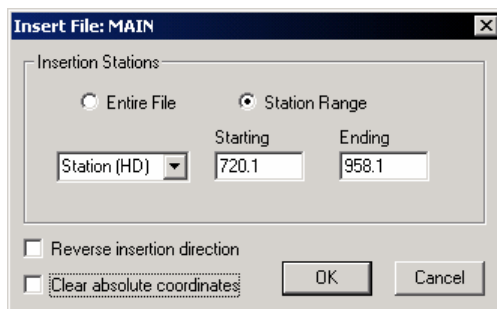 Insert File: MAIN
Insertion Stations
Entire File Station Range
Starting Ending
Station (HD) 720.1 958.1
Reverse insertion direction
Clear absolute coordinates
OK Cancel